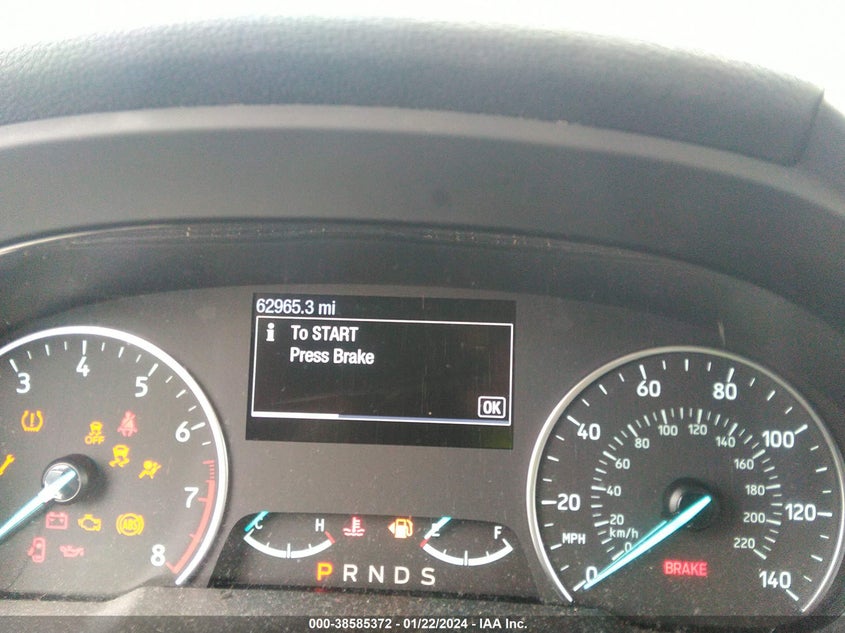 62965.3 mi
i To START
Press Brake
OK
3 4 5 6 7 8
OFF
ABS
C H E F
P R N D S
0 20 40 60 80 100 120 140
MPH
0 20 40 60 80 100 120 140 160 180 200 220
km/h
BRAKE
000-38585372 - 01/22/2024 - IAA Inc.